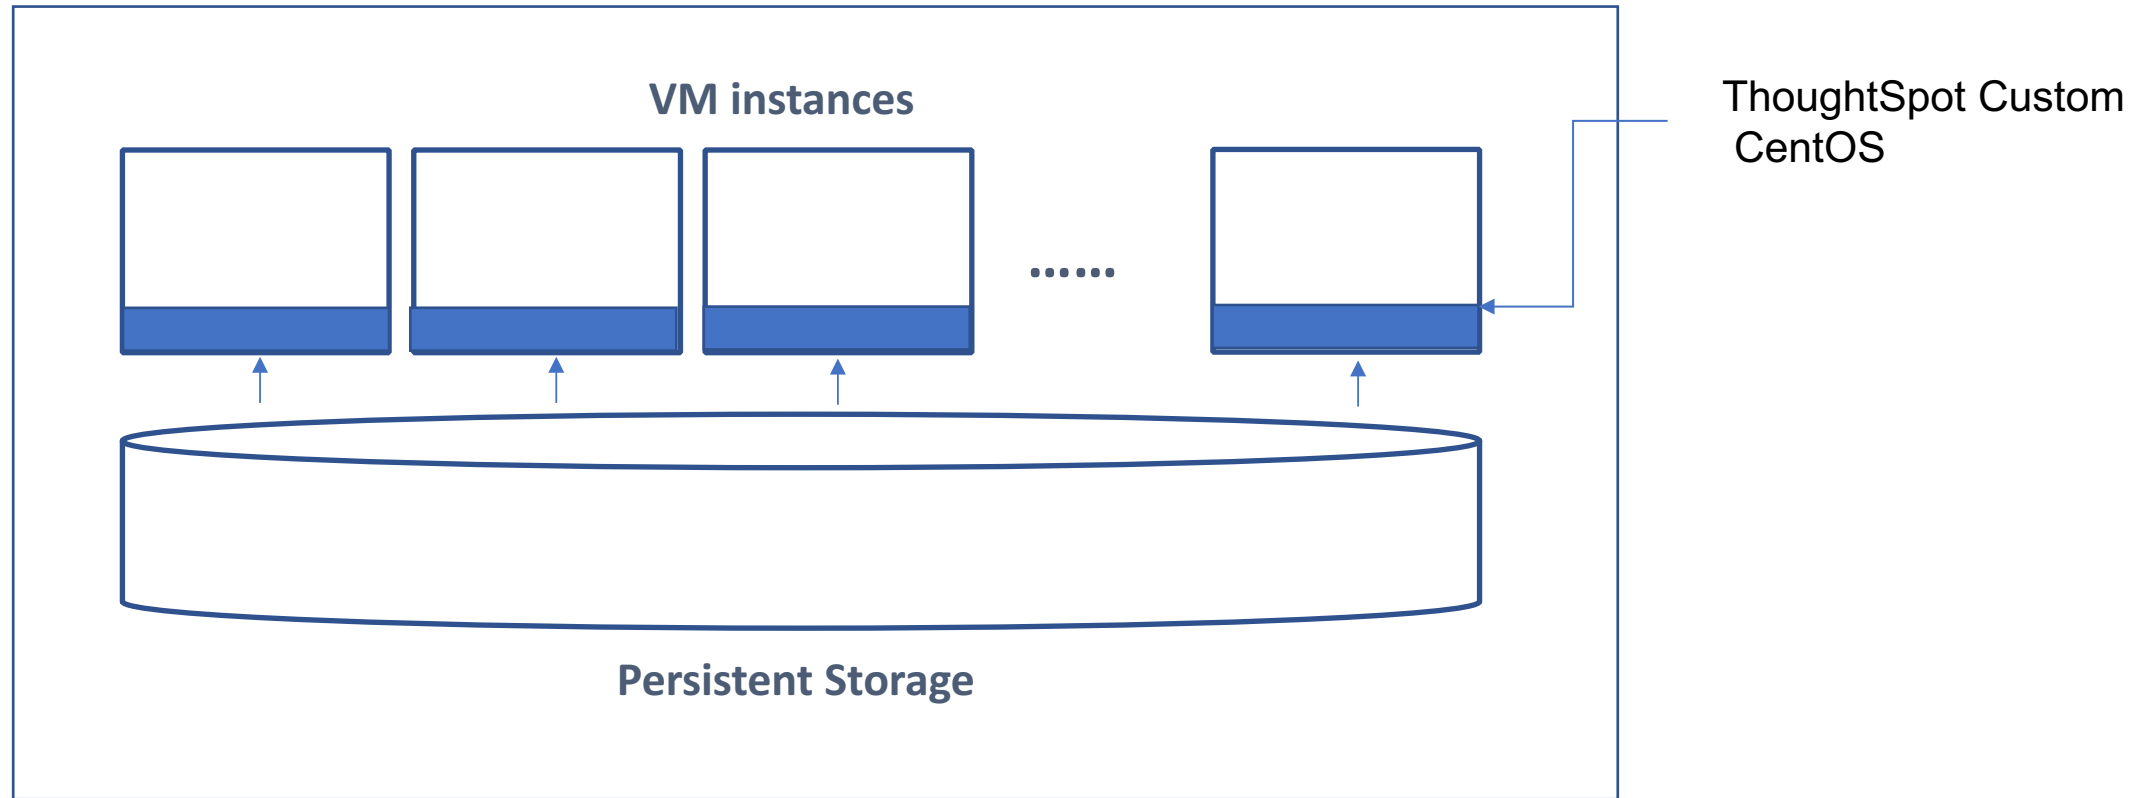 VM instances
ThoughtSpot Custom
CentOS
......
Persistent Storage